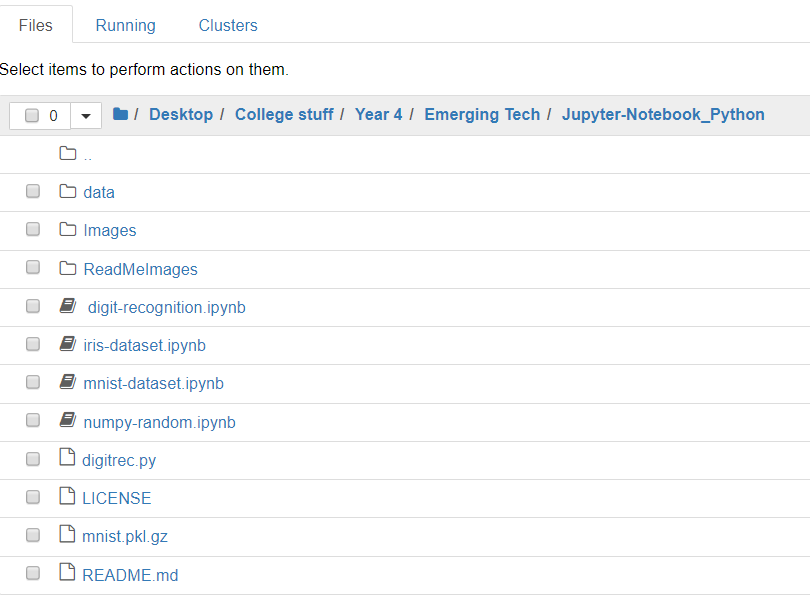 Files Running Clusters
Select items to perform actions on them.
0 / Desktop / College stuff / Year 4 / Emerging Tech / Jupyter-Notebook_Python
..
data
Images
ReadMeImages
digit-recognition.ipynb
iris-dataset.ipynb
mnist-dataset.ipynb
numpy-random.ipynb
digitrec.py
LICENSE
mnist.pkl.gz
README.md